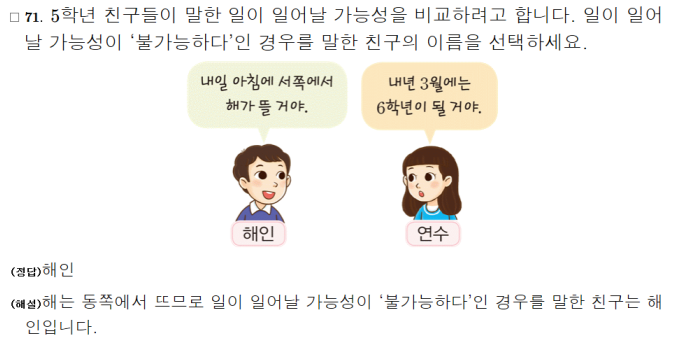 □ 71. 5학년 친구들이 말한 일이 일어날 가능성을 비교하려고 합니다. 일이 일어
날 가능성이 ‘불가능하다’인 경우를 말한 친구의 이름을 선택하세요.
내일 아침에 서쪽에서
해가 뜰 거야.
내년 3월에는
6학년이 될 거야.
해인
연수
(정답)해인
(해설)해는 동쪽에서 뜨므로 일이 일어날 가능성이 ‘불가능하다’인 경우를 말한 친구는 해
인입니다.